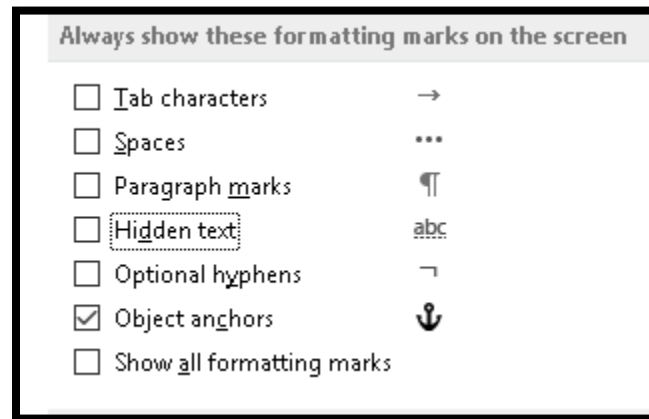 Always show these formatting marks on the screen
Tab characters →
Spaces •••
Paragraph marks ¶
Hidden text abc
Optional hyphens ¬
Object anchors
Show all formatting marks